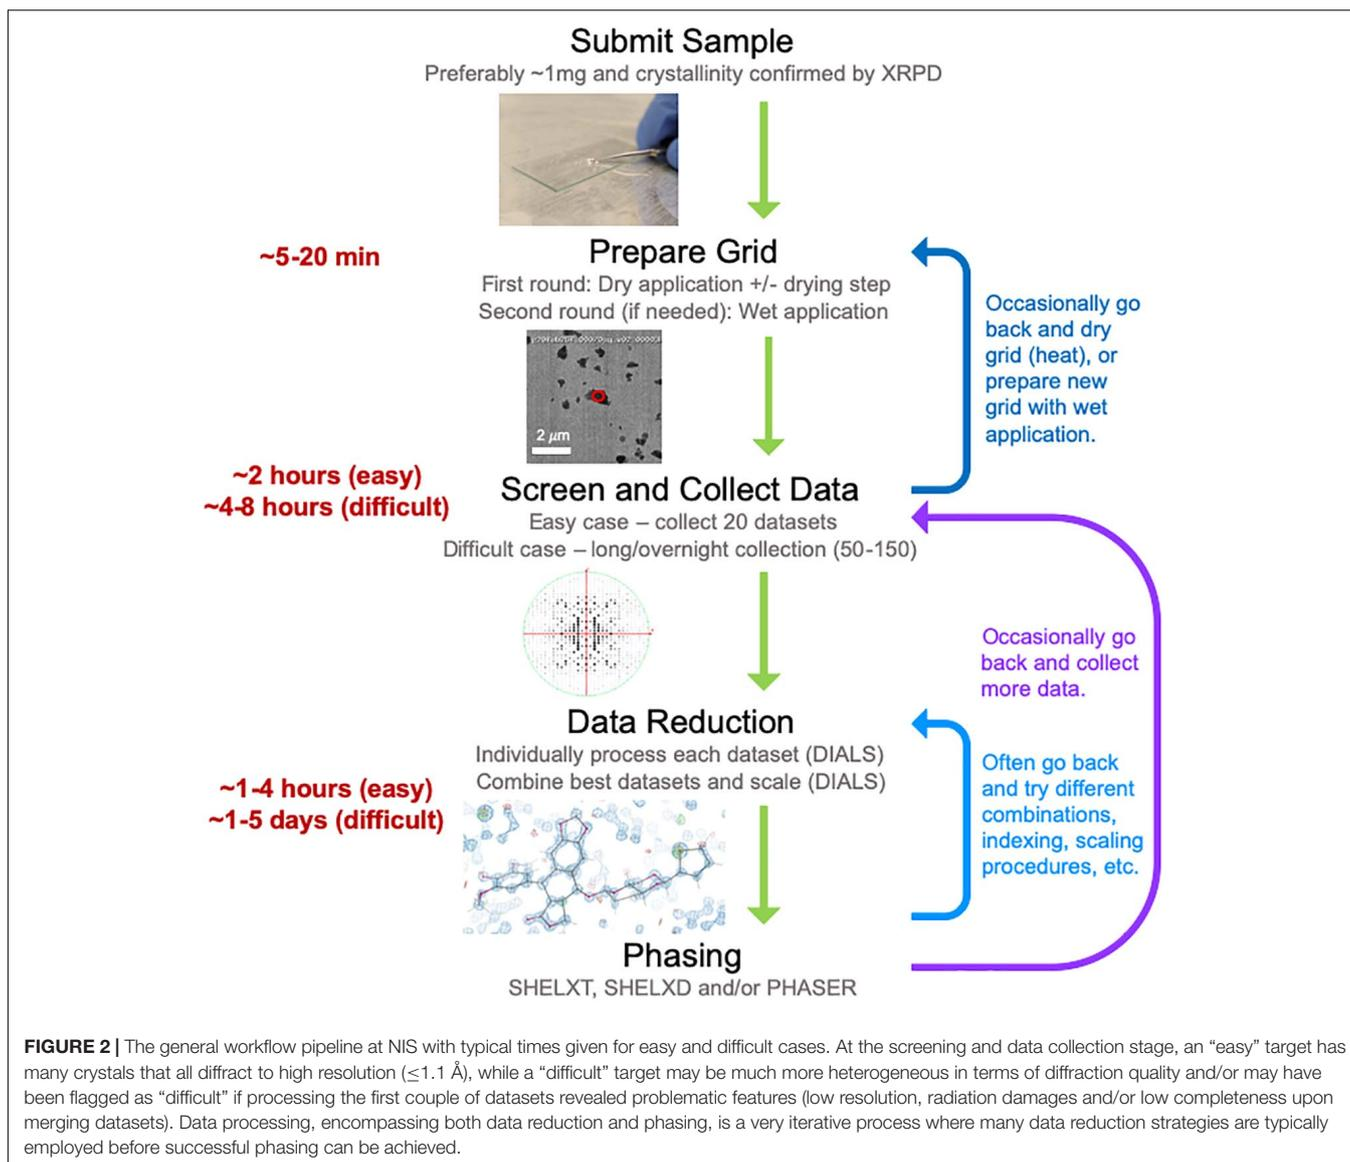 Submit Sample
Preferably ~1mg and crystallinity confirmed by XRPD
~5-20 min
Prepare Grid
First round: Dry application +/- drying step
Second round (if needed): Wet application
Occasionally go
back and dry
grid (heat), or
prepare new
grid with wet
application.
2 μm
~2 hours (easy)
~4-8 hours (difficult)
Screen and Collect Data
Easy case – collect 20 datasets
Difficult case – long/overnight collection (50-150)
Occasionally go
back and collect
more data.
Data Reduction
Individually process each dataset (DIALS)
Combine best datasets and scale (DIALS)
~1-4 hours (easy)
~1-5 days (difficult)
Often go back
and try different
combinations,
indexing, scaling
procedures, etc.
Phasing
SHELXT, SHELXD and/or PHASER
FIGURE 2 | The general workflow pipeline at NIS with typical times given for easy and difficult cases. At the screening and data collection stage, an “easy” target has
many crystals that all diffract to high resolution (≤1.1 Å), while a “difficult” target may be much more heterogeneous in terms of diffraction quality and/or may have
been flagged as “difficult” if processing the first couple of datasets revealed problematic features (low resolution, radiation damages and/or low completeness upon
merging datasets). Data processing, encompassing both data reduction and phasing, is a very iterative process where many data reduction strategies are typically
employed before successful phasing can be achieved.